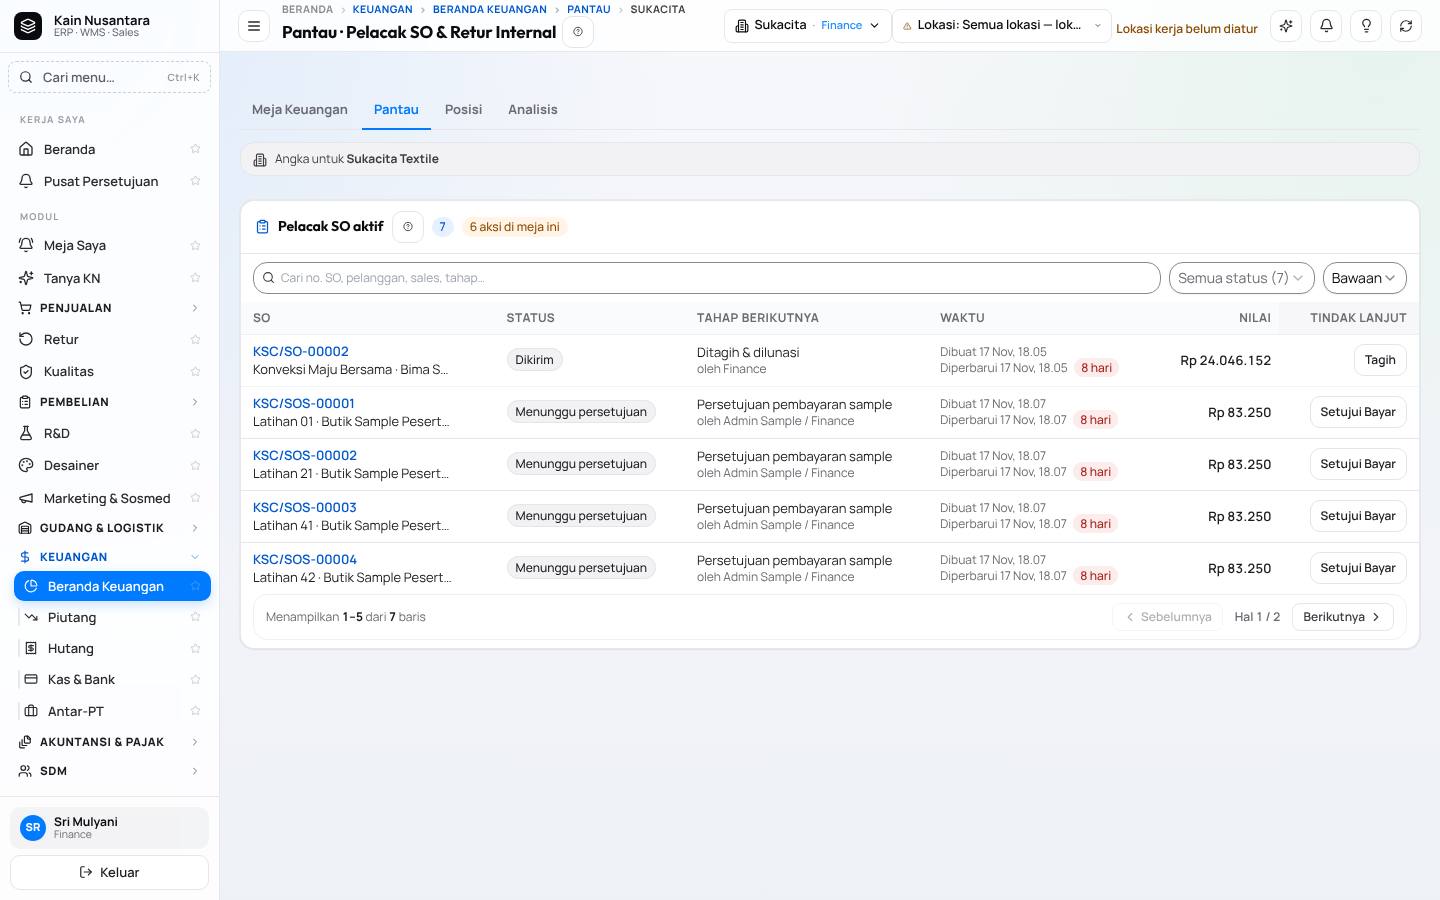 Kain Nusantara
ERP · WMS · Sales
Cari menu... Ctrl+K
KERJA SAYA
Beranda
Pusat Persetujuan
MODUL
Meja Saya
Tanya KN
PENJUALAN
Retur
Kualitas
PEMBELIAN
R&D
Desainer
Marketing & Sosmed
GUDANG & LOGISTIK
KEUANGAN
Beranda Keuangan
Piutang
Hutang
Kas & Bank
Antar-PT
AKUNTANSI & PAJAK
SDM
SR Sri Mulyani
Finance
Keluar
BERANDA > KEUANGAN > BERANDA KEUANGAN > PANTAU > SUKACITA
Pantau · Pelacak SO & Retur Internal
Sukacita · Finance
Lokasi: Semua lokasi — lok...
Lokasi kerja belum diatur
Meja Keuangan Pantau Posisi Analisis
Angka untuk Sukacita Textile
Pelacak SO aktif 7 6 aksi di meja ini
Cari no. SO, pelanggan, sales, tahap... Semua status (7) Bawaan
SO STATUS TAHAP BERIKUTNYA WAKTU NILAI TINDAK LANJUT
KSC/SO-00002
Konveksi Maju Bersama · Bima S...
Dikirim
Ditagih & dilunasi
oleh Finance
Dibuat 17 Nov, 18.05
Diperbarui 17 Nov, 18.05 8 hari
Rp 24.046.152
Tagih
KSC/SOS-00001
Latihan 01 · Butik Sample Pesert...
Menunggu persetujuan
Persetujuan pembayaran sample
oleh Admin Sample / Finance
Dibuat 17 Nov, 18.07
Diperbarui 17 Nov, 18.07 8 hari
Rp 83.250
Setujui Bayar
KSC/SOS-00002
Latihan 21 · Butik Sample Pesert...
Menunggu persetujuan
Persetujuan pembayaran sample
oleh Admin Sample / Finance
Dibuat 17 Nov, 18.07
Diperbarui 17 Nov, 18.07 8 hari
Rp 83.250
Setujui Bayar
KSC/SOS-00003
Latihan 41 · Butik Sample Pesert...
Menunggu persetujuan
Persetujuan pembayaran sample
oleh Admin Sample / Finance
Dibuat 17 Nov, 18.07
Diperbarui 17 Nov, 18.07 8 hari
Rp 83.250
Setujui Bayar
KSC/SOS-00004
Latihan 42 · Butik Sample Pesert...
Menunggu persetujuan
Persetujuan pembayaran sample
oleh Admin Sample / Finance
Dibuat 17 Nov, 18.07
Diperbarui 17 Nov, 18.07 8 hari
Rp 83.250
Setujui Bayar
Menampilkan 1–5 dari 7 baris
Sebelumnya Hal 1 / 2 Berikutnya